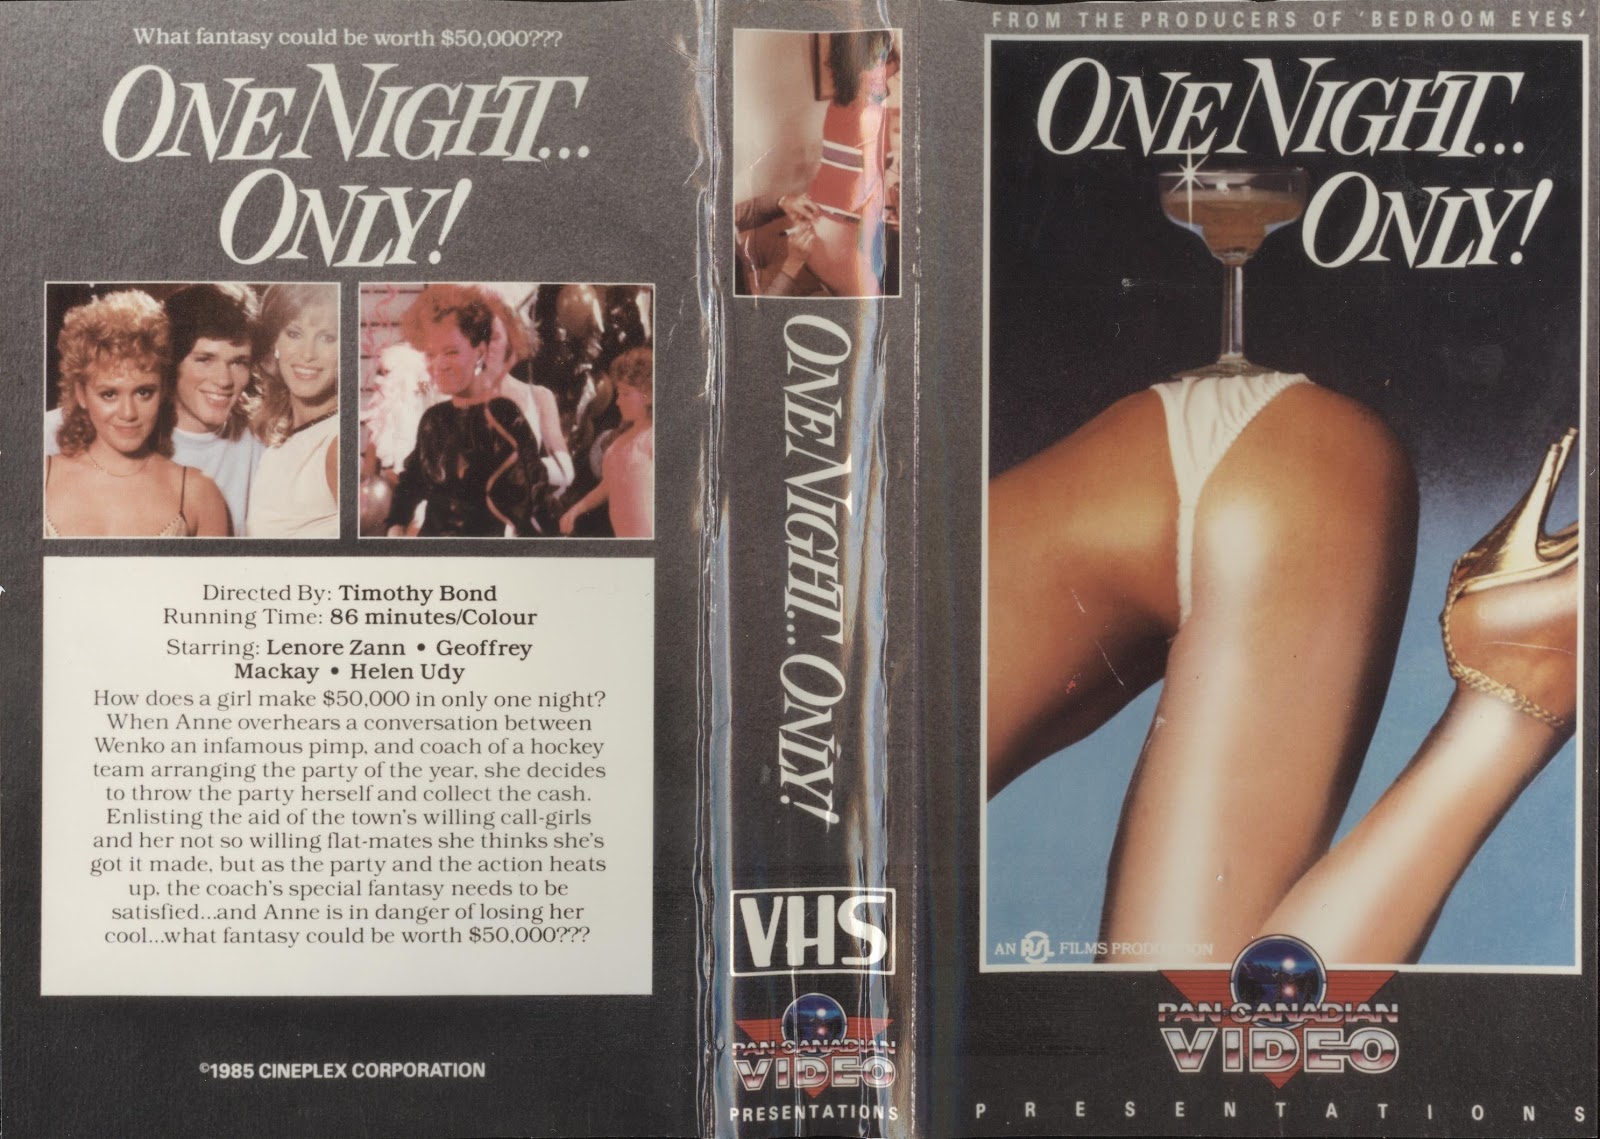 What fantasy could be worth $50,000???
ONE NIGHT...
ONLY!
Directed By: Timothy Bond
Running Time: 86 minutes/Colour
Starring: Lenore Zann • Geoffrey
Mackay • Helen Udy
How does a girl make $50,000 in only one night?
When Anne overhears a conversation between
Wenko an infamous pimp, and coach of a hockey
team arranging the party of the year, she decides
to throw the party herself and collect the cash.
Enlisting the aid of the town's willing call-girls
and her not so willing flat-mates she thinks she's
got it made, but as the party and the action heats
up, the coach's special fantasy needs to be
satisfied...and Anne is in danger of losing her
cool...what fantasy could be worth $50,000???
©1985 CINEPLEX CORPORATION
ONE NIGHT... ONLY!
VHS
PAN-CANADIAN
VIDEO
PRESENTATIONS
FROM THE PRODUCERS OF 'BEDROOM EYES'
ONE NIGHT...
ONLY!
AN RSL FILMS PRODUCTION
PAN-CANADIAN
VIDEO
PRESENTATIONS